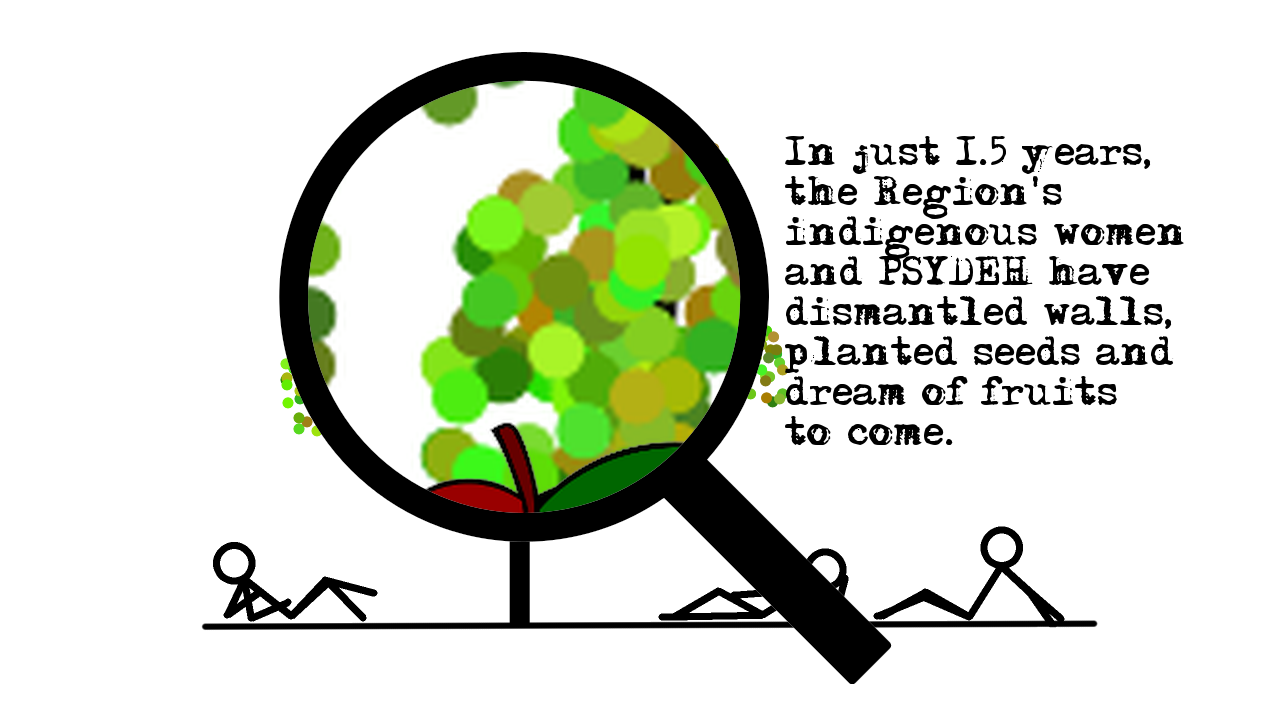 In just 1.5 years,
the Region's
indigenous women
and PSYDEH have
dismantled walls,
planted seeds and
dream of fruits
to come.